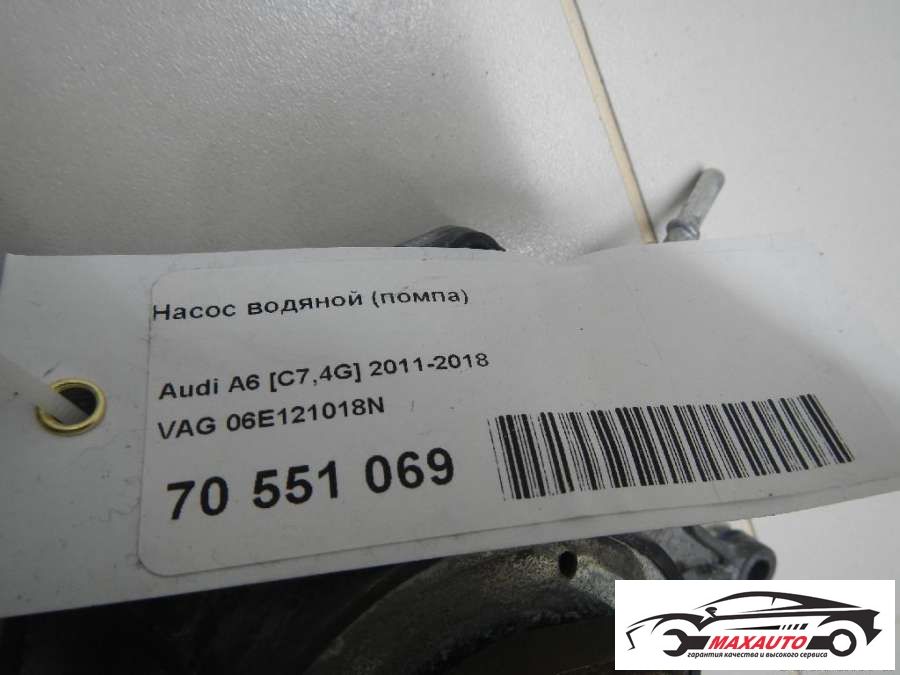 Насос водяной (помпа)
Audi A6 [C7,4G] 2011-2018
VAG 06E121018N
70 551 069
MAXAUTO
гарантия качества и высокого сервиса